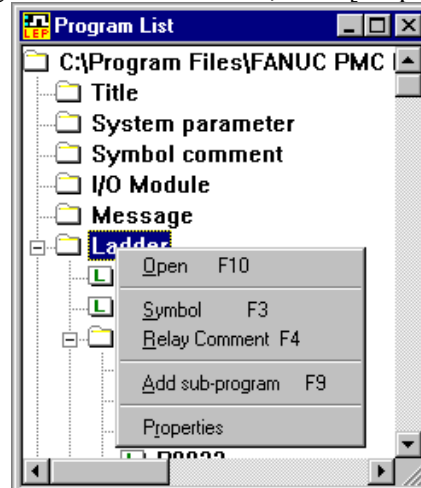 LEP Program List
C:\Program Files\FANUC PMC
Title
System parameter
Symbol comment
I/O Module
Message
Ladder
L
Open F10
L
Symbol F3
Relay Comment F4
Add sub-program F9
Properties